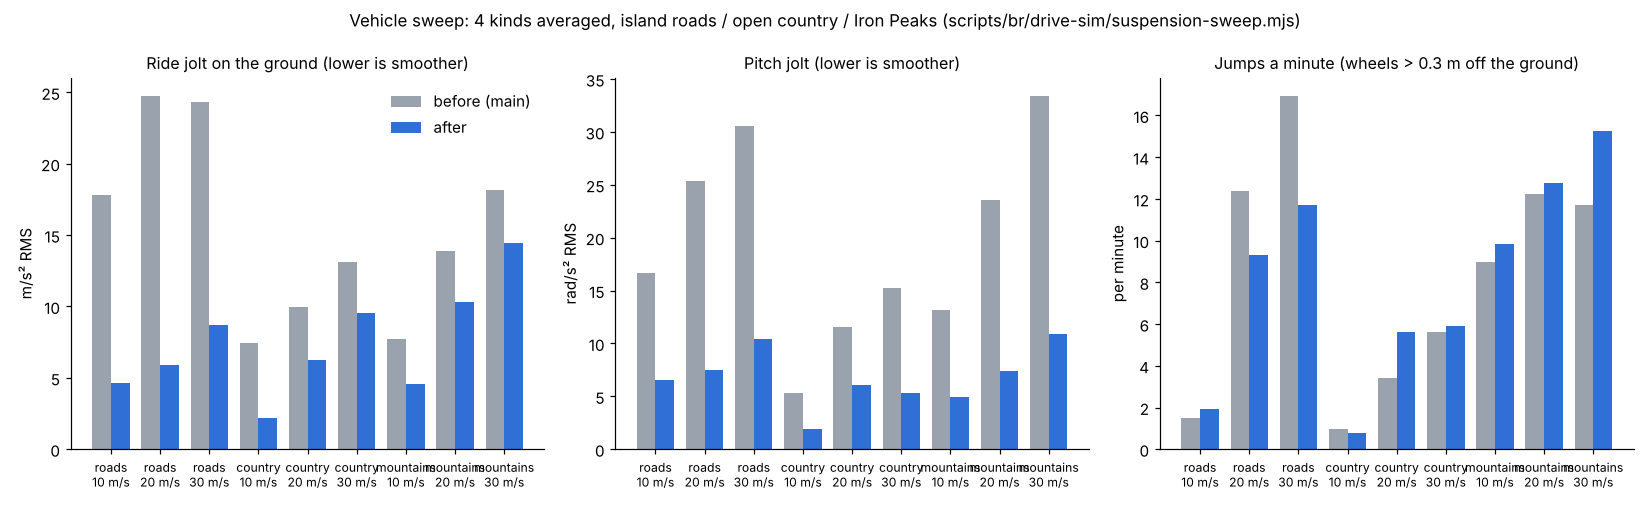 Vehicle sweep: 4 kinds averaged, island roads / open country / Iron Peaks (scripts/br/drive-sim/suspension-sweep.mjs)
Ride jolt on the ground (lower is smoother)
m/s² RMS
25
20
15
10
5
0
before (main)
after
roads country mountains
roads roads roads country country country mountains mountains mountains
10 m/s 20 m/s 30 m/s 10 m/s 20 m/s 30 m/s 10 m/s 20 m/s 30 m/s
Pitch jolt (lower is smoother)
rad/s² RMS
35
30
25
20
15
10
5
0
roads roads roads country country country mountains mountains mountains
10 m/s 20 m/s 30 m/s 10 m/s 20 m/s 30 m/s 10 m/s 20 m/s 30 m/s
Jumps a minute (wheels > 0.3 m off the ground)
per minute
16
14
12
10
8
6
4
2
0
roads roads roads country country country mountains mountains mountains
10 m/s 20 m/s 30 m/s 10 m/s 20 m/s 30 m/s 10 m/s 20 m/s 30 m/s